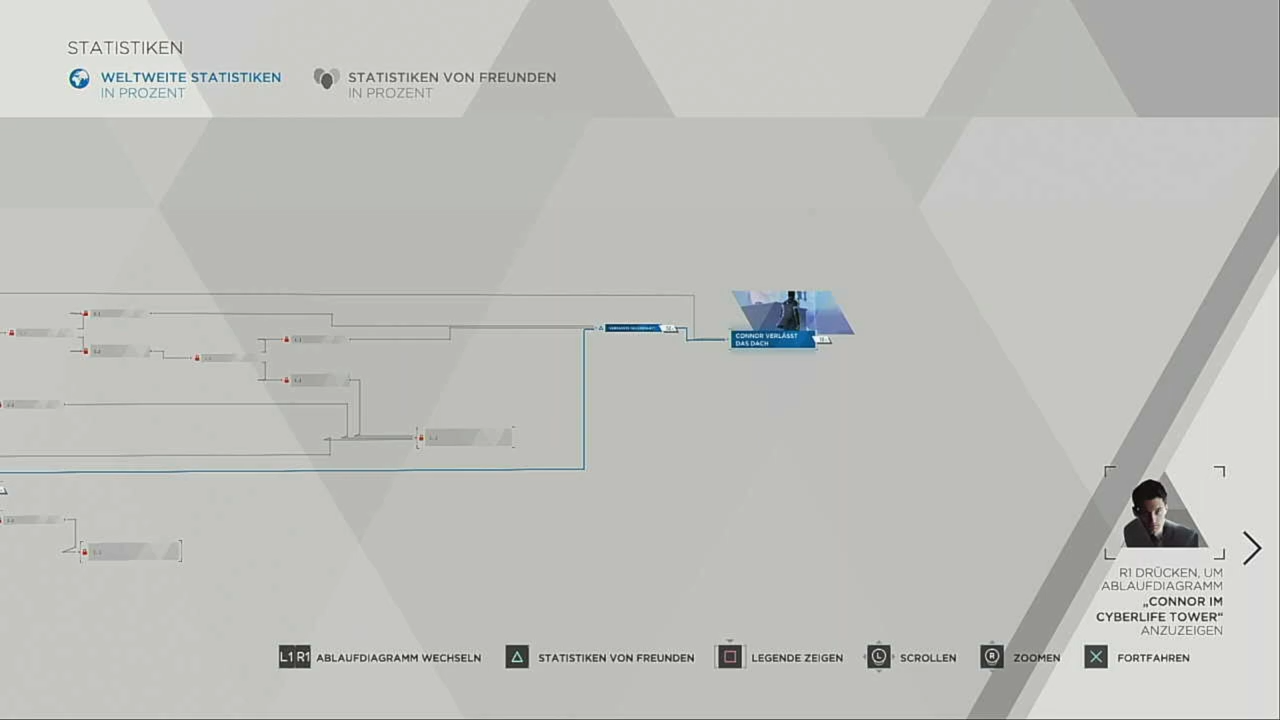 STATISTIKEN
WELTWEITE STATISTIKEN
IN PROZENT
STATISTIKEN VON FREUNDEN
IN PROZENT
CONNOR VERLÄSST
DAS DACH
R1 DRÜCKEN, UM
ABLAUFDIAGRAMM
„CONNOR IM
CYBERLIFE TOWER“
ANZUZEIGEN
L1 R1 ABLAUFDIAGRAMM WECHSELN
STATISTIKEN VON FREUNDEN
LEGENDE ZEIGEN
L SCROLLEN
R ZOOMEN
FORTFAHREN